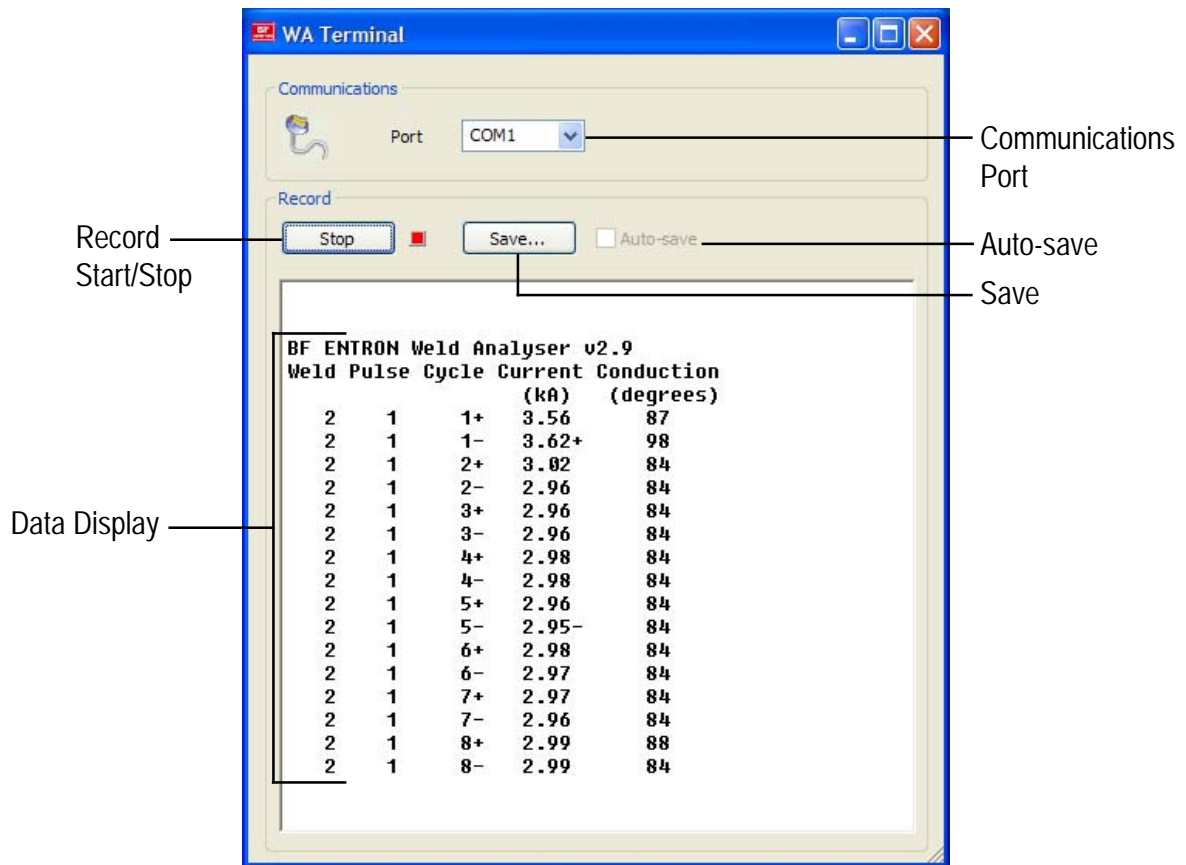 WA Terminal
Communications
Port COM1
Communications
Port
Record
Stop Save... Auto-save
Record
Start/Stop
Auto-save
Save
BF ENTRON Weld Analyser v2.9
Weld Pulse Cycle Current Conduction
(kA) (degrees)
2 1 1+ 3.56 87
2 1 1- 3.62+ 98
2 1 2+ 3.02 84
2 1 2- 2.96 84
2 1 3+ 2.96 84
2 1 3- 2.96 84
2 1 4+ 2.98 84
2 1 4- 2.98 84
2 1 5+ 2.96 84
2 1 5- 2.95- 84
2 1 6+ 2.98 84
2 1 6- 2.97 84
2 1 7+ 2.97 84
2 1 7- 2.96 84
2 1 8+ 2.99 88
2 1 8- 2.99 84
Data Display